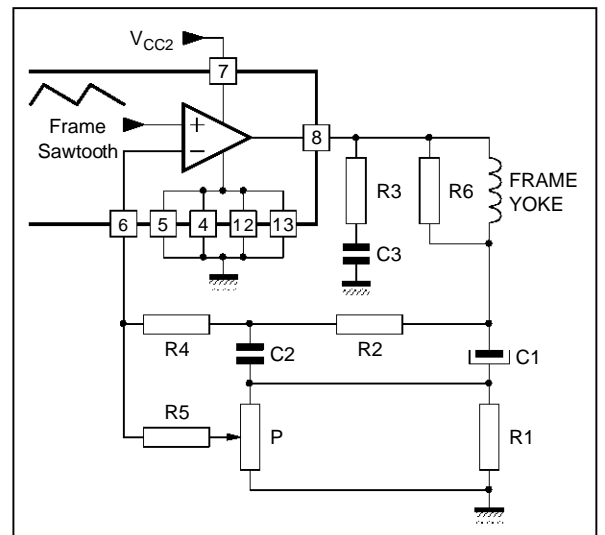 VCC2
7
Frame
Sawtooth
+
−
8
6
5
4
12
13
R3
C3
R6
FRAME
YOKE
R4
C2
R2
C1
R5
P
R1